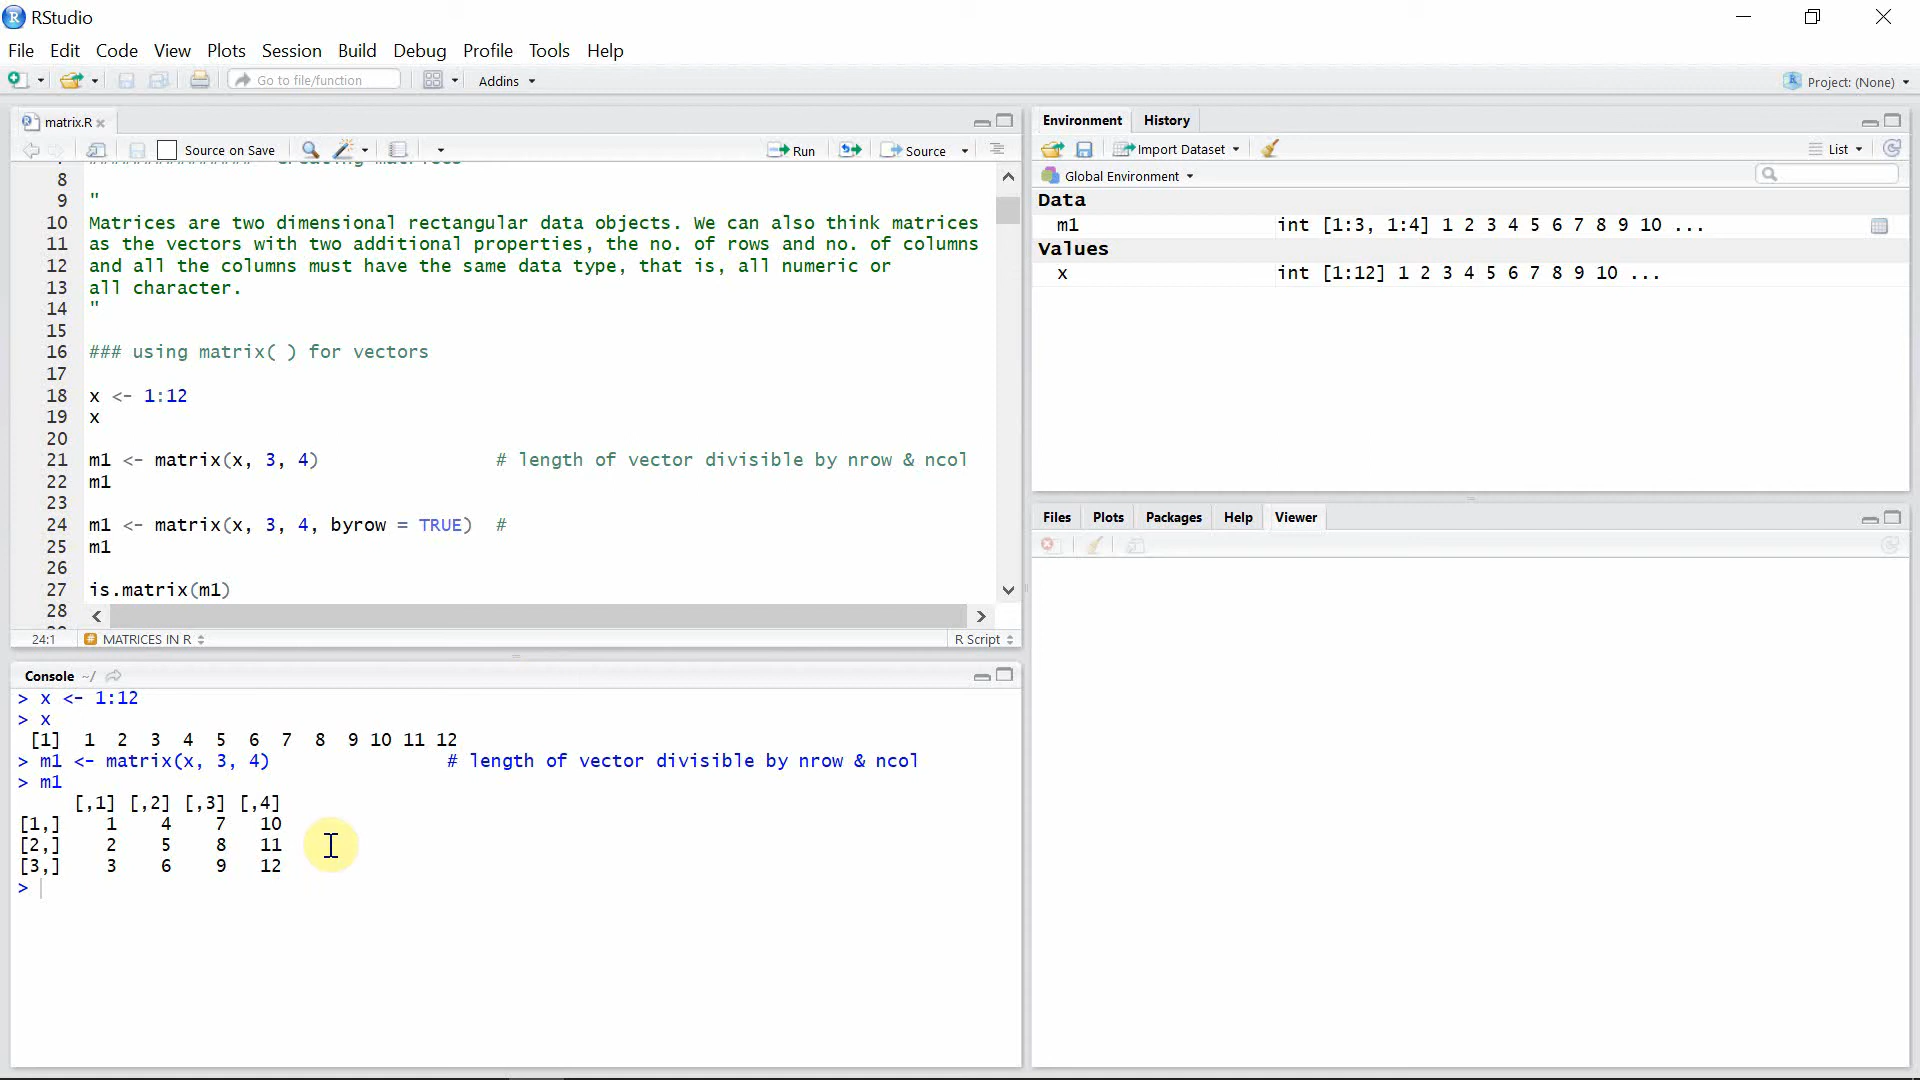 RStudio
File Edit Code View Plots Session Build Debug Profile Tools Help
Go to file/function Addins Project: (None)
matrix.R
Source on Save Run Source
8
9 "
10 Matrices are two dimensional rectangular data objects. We can also think matrices
11 as the vectors with two additional properties, the no. of rows and no. of columns
12 and all the columns must have the same data type, that is, all numeric or
13 all character.
14 "
15
16 ### using matrix( ) for vectors
17
18 x <- 1:12
19 x
20
21 m1 <- matrix(x, 3, 4) # length of vector divisible by nrow & ncol
22 m1
23
24 m1 <- matrix(x, 3, 4, byrow = TRUE) #
25 m1
26
27 is.matrix(m1)
28
24:1 MATRICES IN R R Script
Console ~/
> x <- 1:12
> x
[1] 1 2 3 4 5 6 7 8 9 10 11 12
> m1 <- matrix(x, 3, 4) # length of vector divisible by nrow & ncol
> m1
[,1] [,2] [,3] [,4]
[1,] 1 4 7 10
[2,] 2 5 8 11
[3,] 3 6 9 12
>
Environment History
Import Dataset List
Global Environment
Data
m1 int [1:3, 1:4] 1 2 3 4 5 6 7 8 9 10 ...
Values
x int [1:12] 1 2 3 4 5 6 7 8 9 10 ...
Files Plots Packages Help Viewer